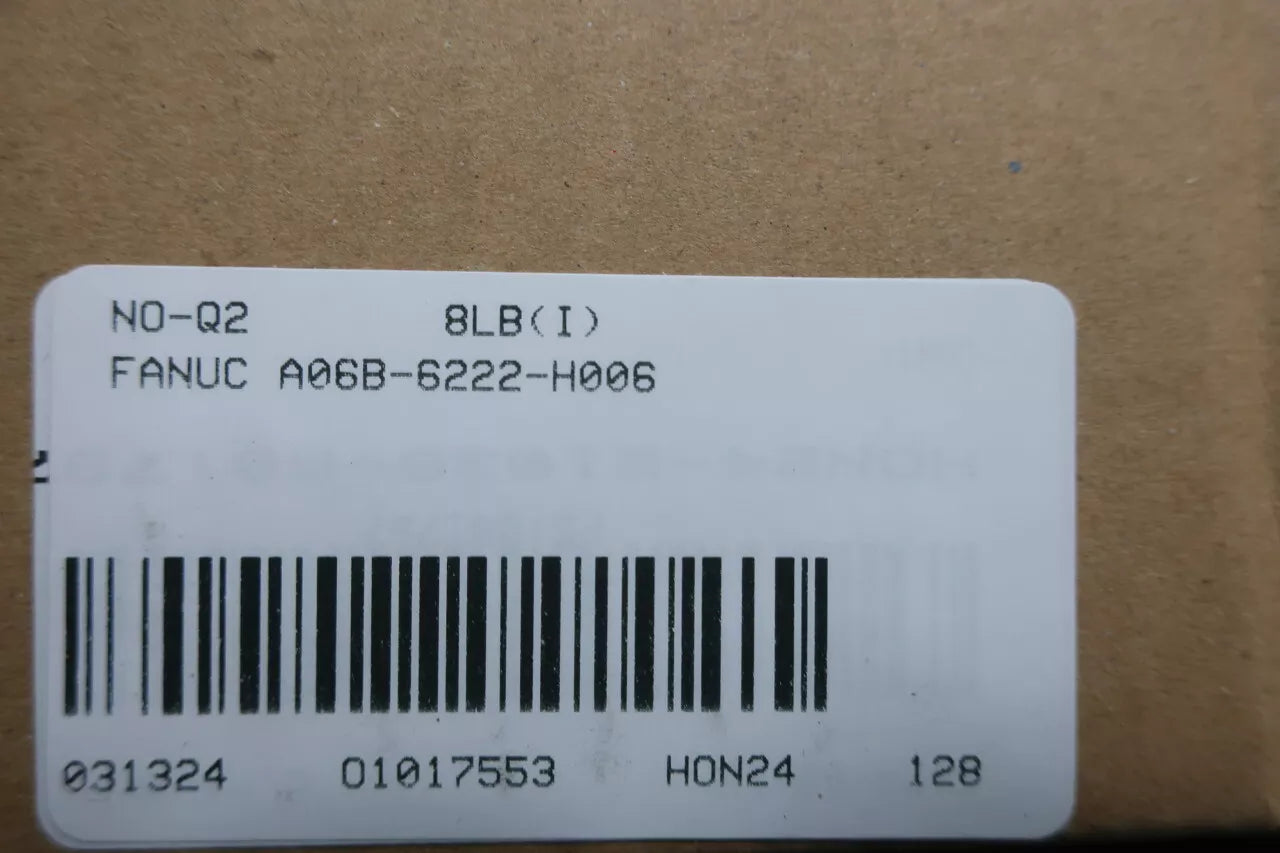 NO-Q2 8LB(I)
FANUC A06B-6222-H006
031324 01017553 HON24 128